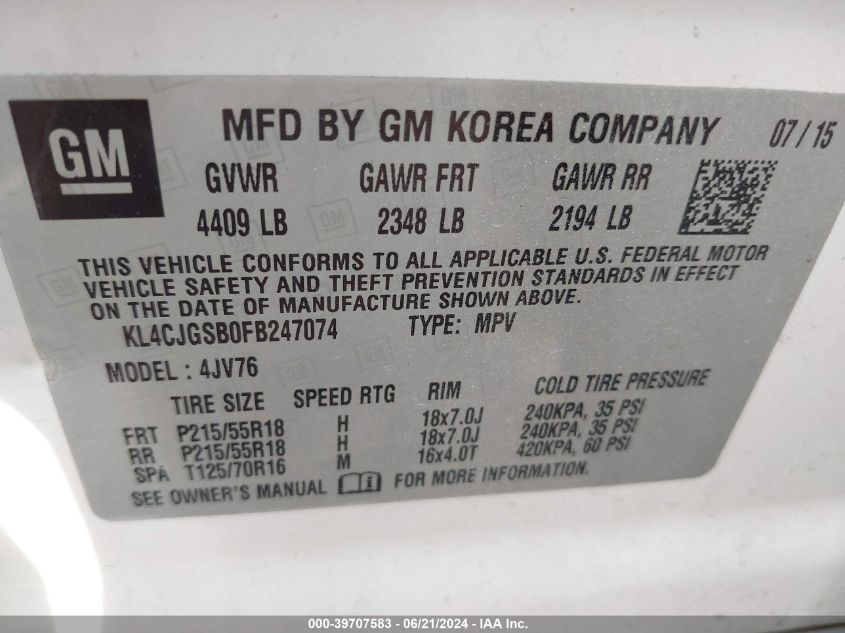 GM
MFD BY GM KOREA COMPANY 07/15
GVWR GAWR FRT GAWR RR
4409 LB 2348 LB 2194 LB
THIS VEHICLE CONFORMS TO ALL APPLICABLE U.S. FEDERAL MOTOR
VEHICLE SAFETY AND THEFT PREVENTION STANDARDS IN EFFECT
ON THE DATE OF MANUFACTURE SHOWN ABOVE.
KL4CJGSB0FB247074 TYPE: MPV
MODEL : 4JV76
TIRE SIZE SPEED RTG RIM COLD TIRE PRESSURE
FRT P215/55R18 H 18x7.0J 240KPA, 35 PSI
RR P215/55R18 H 18x7.0J 240KPA, 35 PSI
SPA T125/70R16 M 16x4.0T 420KPA, 60 PSI
SEE OWNER'S MANUAL i FOR MORE INFORMATION.
000-39707583 - 06/21/2024 - IAA Inc.